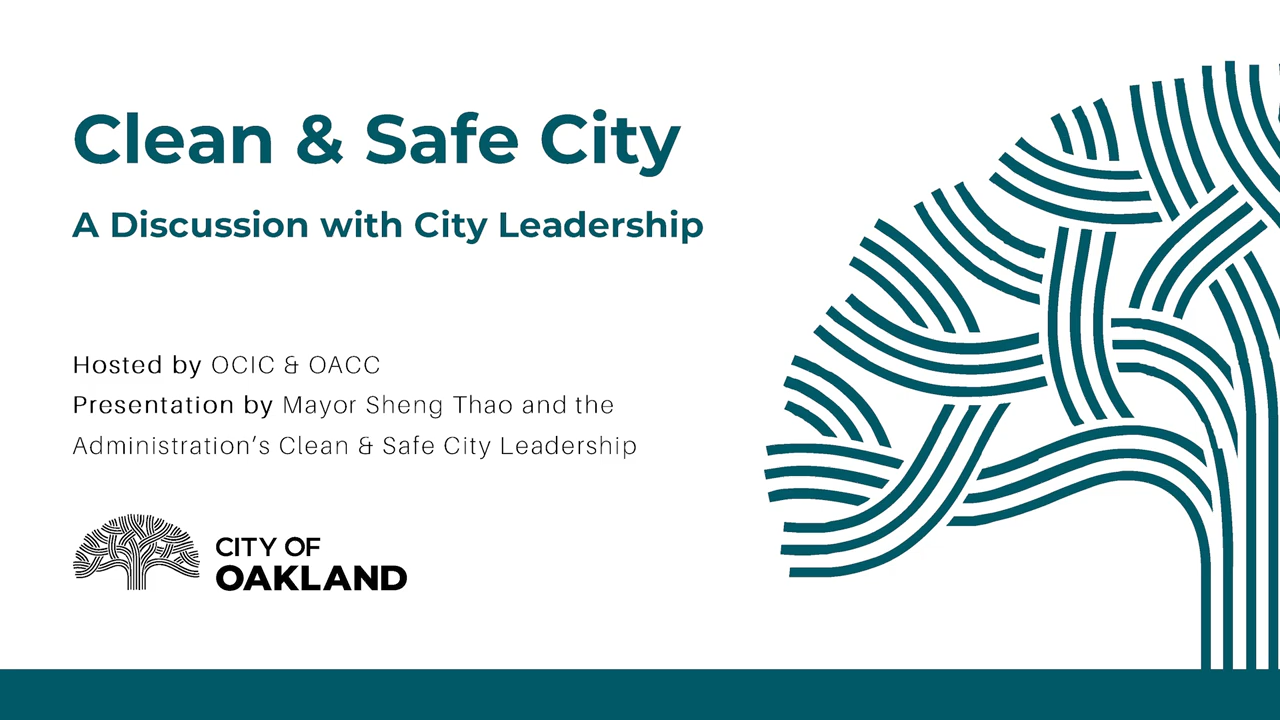 Clean & Safe City
A Discussion with City Leadership
Hosted by OCIC & OACC
Presentation by Mayor Sheng Thao and the
Administration’s Clean & Safe City Leadership
CITY OF
OAKLAND